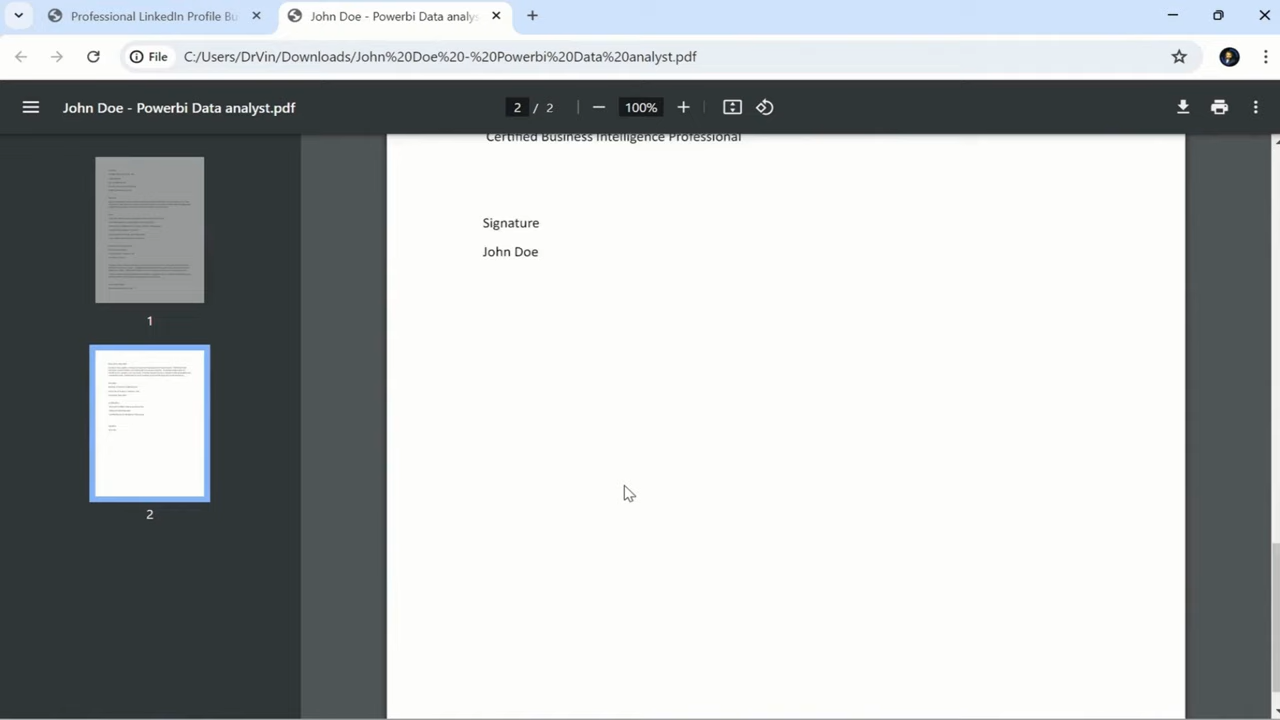 Professional LinkedIn Profile Bu
John Doe - Powerbi Data analys
File
C:/Users/DrVin/Downloads/John%20Doe%20-%20Powerbi%20Data%20analyst.pdf
John Doe - Powerbi Data analyst.pdf
2 / 2
100%
Certified Business Intelligence Professional
Signature
John Doe
1
2